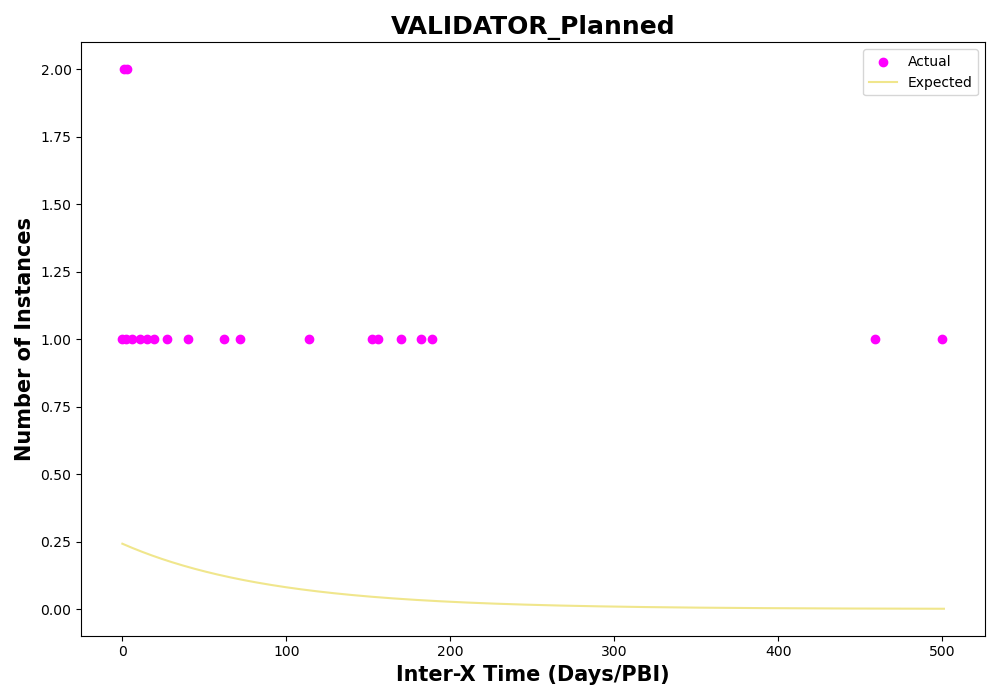 VALIDATOR_Planned
Actual
Expected
2.00
1.75
1.50
1.25
1.00
0.75
0.50
0.25
0.00
Number of Instances
0 100 200 300 400 500
Inter-X Time (Days/PBI)